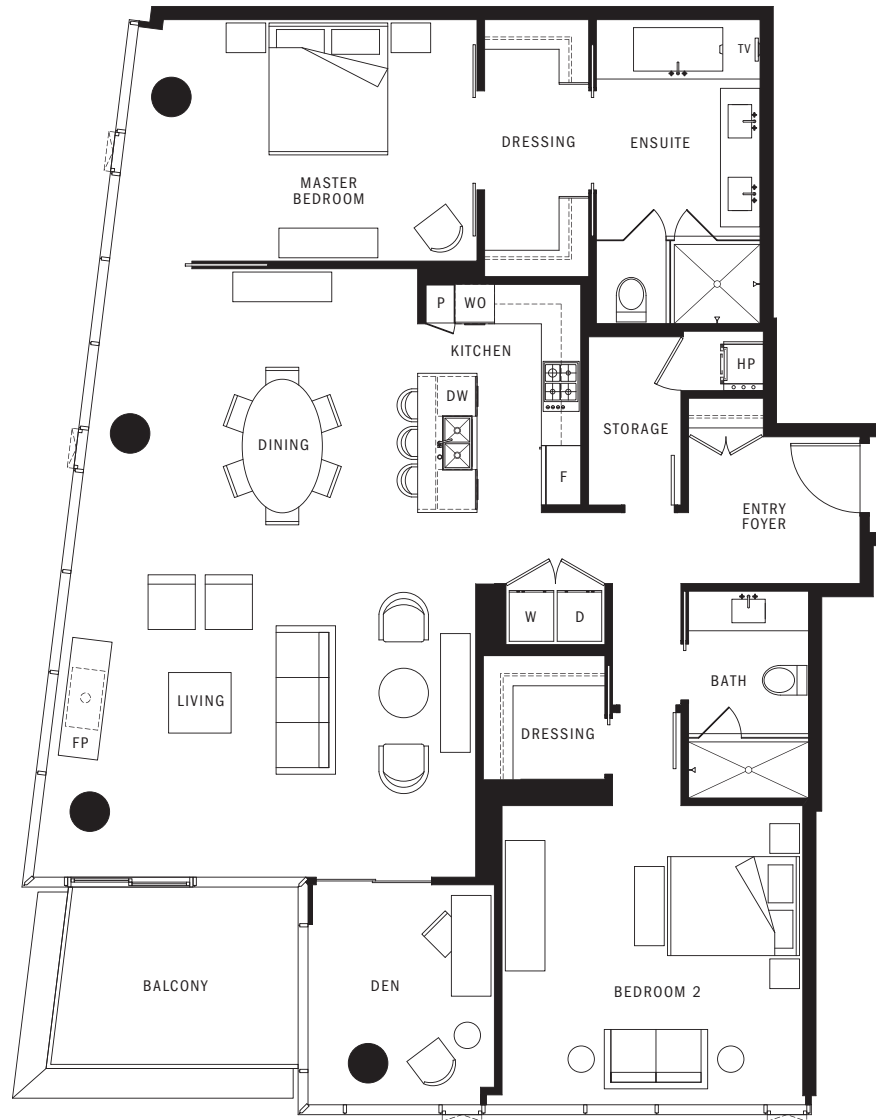 TV
DRESSING
ENSUITE
MASTER
BEDROOM
P
WO
KITCHEN
HP
DW
STORAGE
DINING
F
ENTRY
FOYER
W
D
BATH
LIVING
DRESSING
FP
BALCONY
DEN
BEDROOM 2